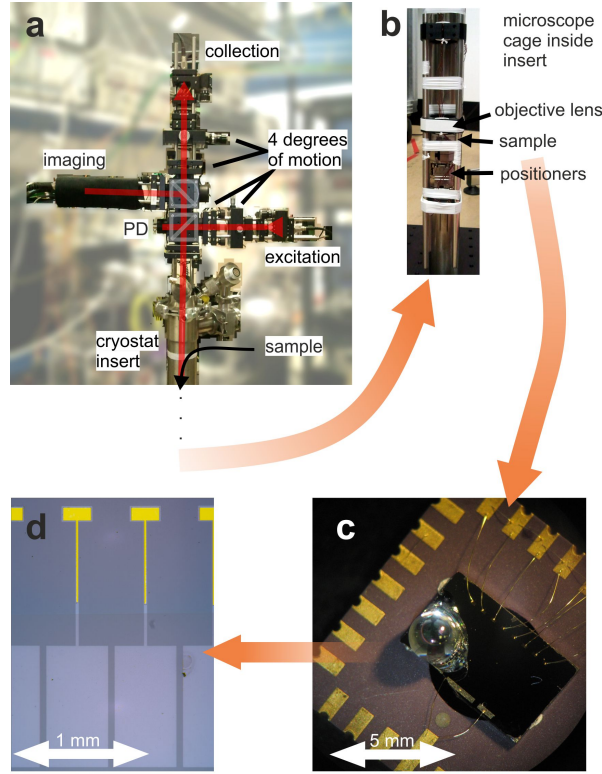 a
collection
4 degrees
of motion
imaging
PD
excitation
cryostat
insert
sample
b
microscope
cage inside
insert
objective lens
sample
positioners
d
1 mm
c
5 mm